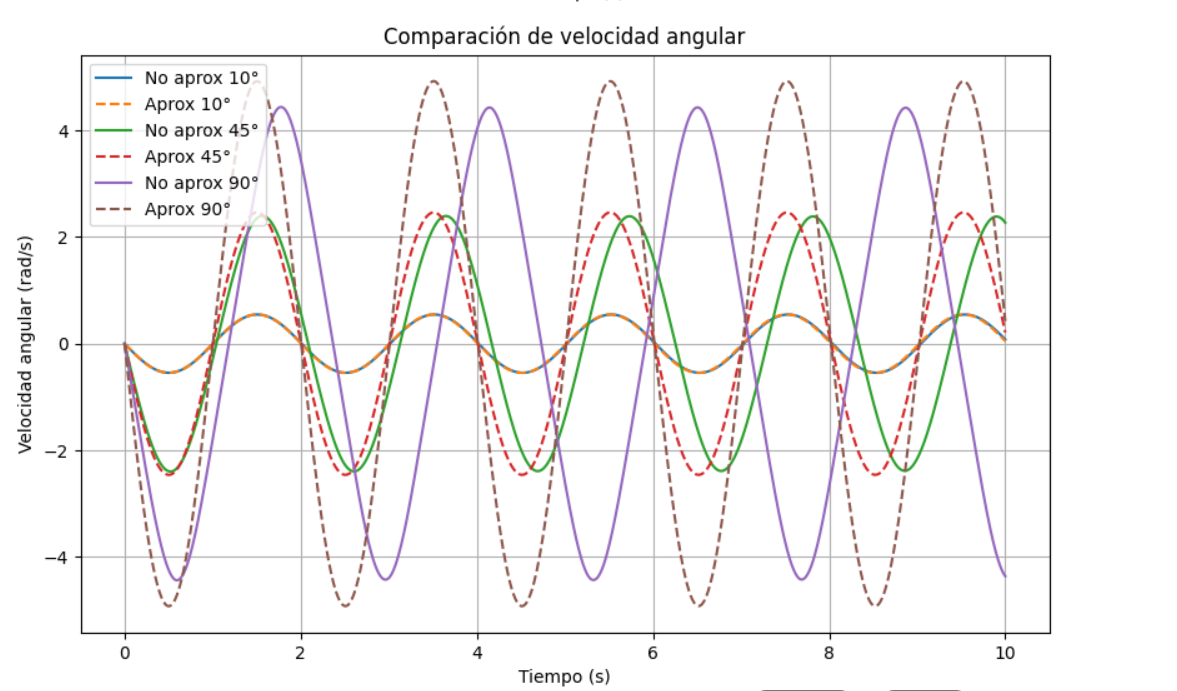 Comparación de velocidad angular
No aprox 10°
Aprox 10°
No aprox 45°
Aprox 45°
No aprox 90°
Aprox 90°
Velocidad angular (rad/s)
4
2
0
−2
−4
0 2 4 6 8 10
Tiempo (s)